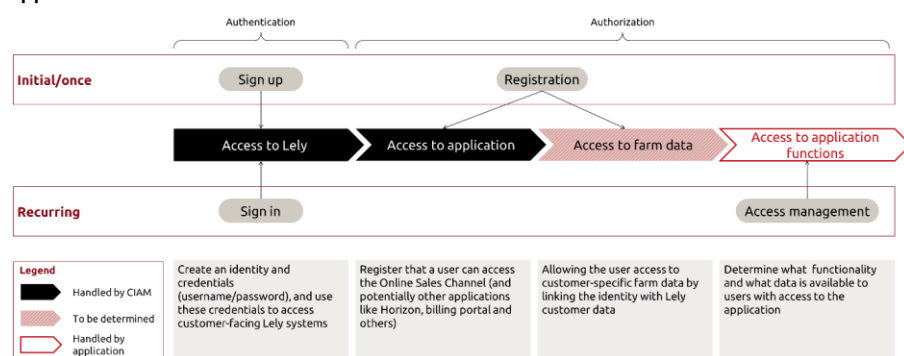 Authentication
Authorization
Initial/once
Sign up
Registration
Access to Lely
Access to application
Access to farm data
Access to application
functions
Recurring
Sign in
Access management
Legend
Handled by CIAM
To be determined
Handled by
application
Create an identity and
credentials
(username/password), and use
these credentials to access
customer-facing Lely systems
Register that a user can access
the Online Sales Channel (and
potentially other applications
like Horizon, billing portal and
others)
Allowing the user access to
customer-specific farm data by
linking the identity with Lely
customer data
Determine what functionality
and what data is available to
users with access to the
application